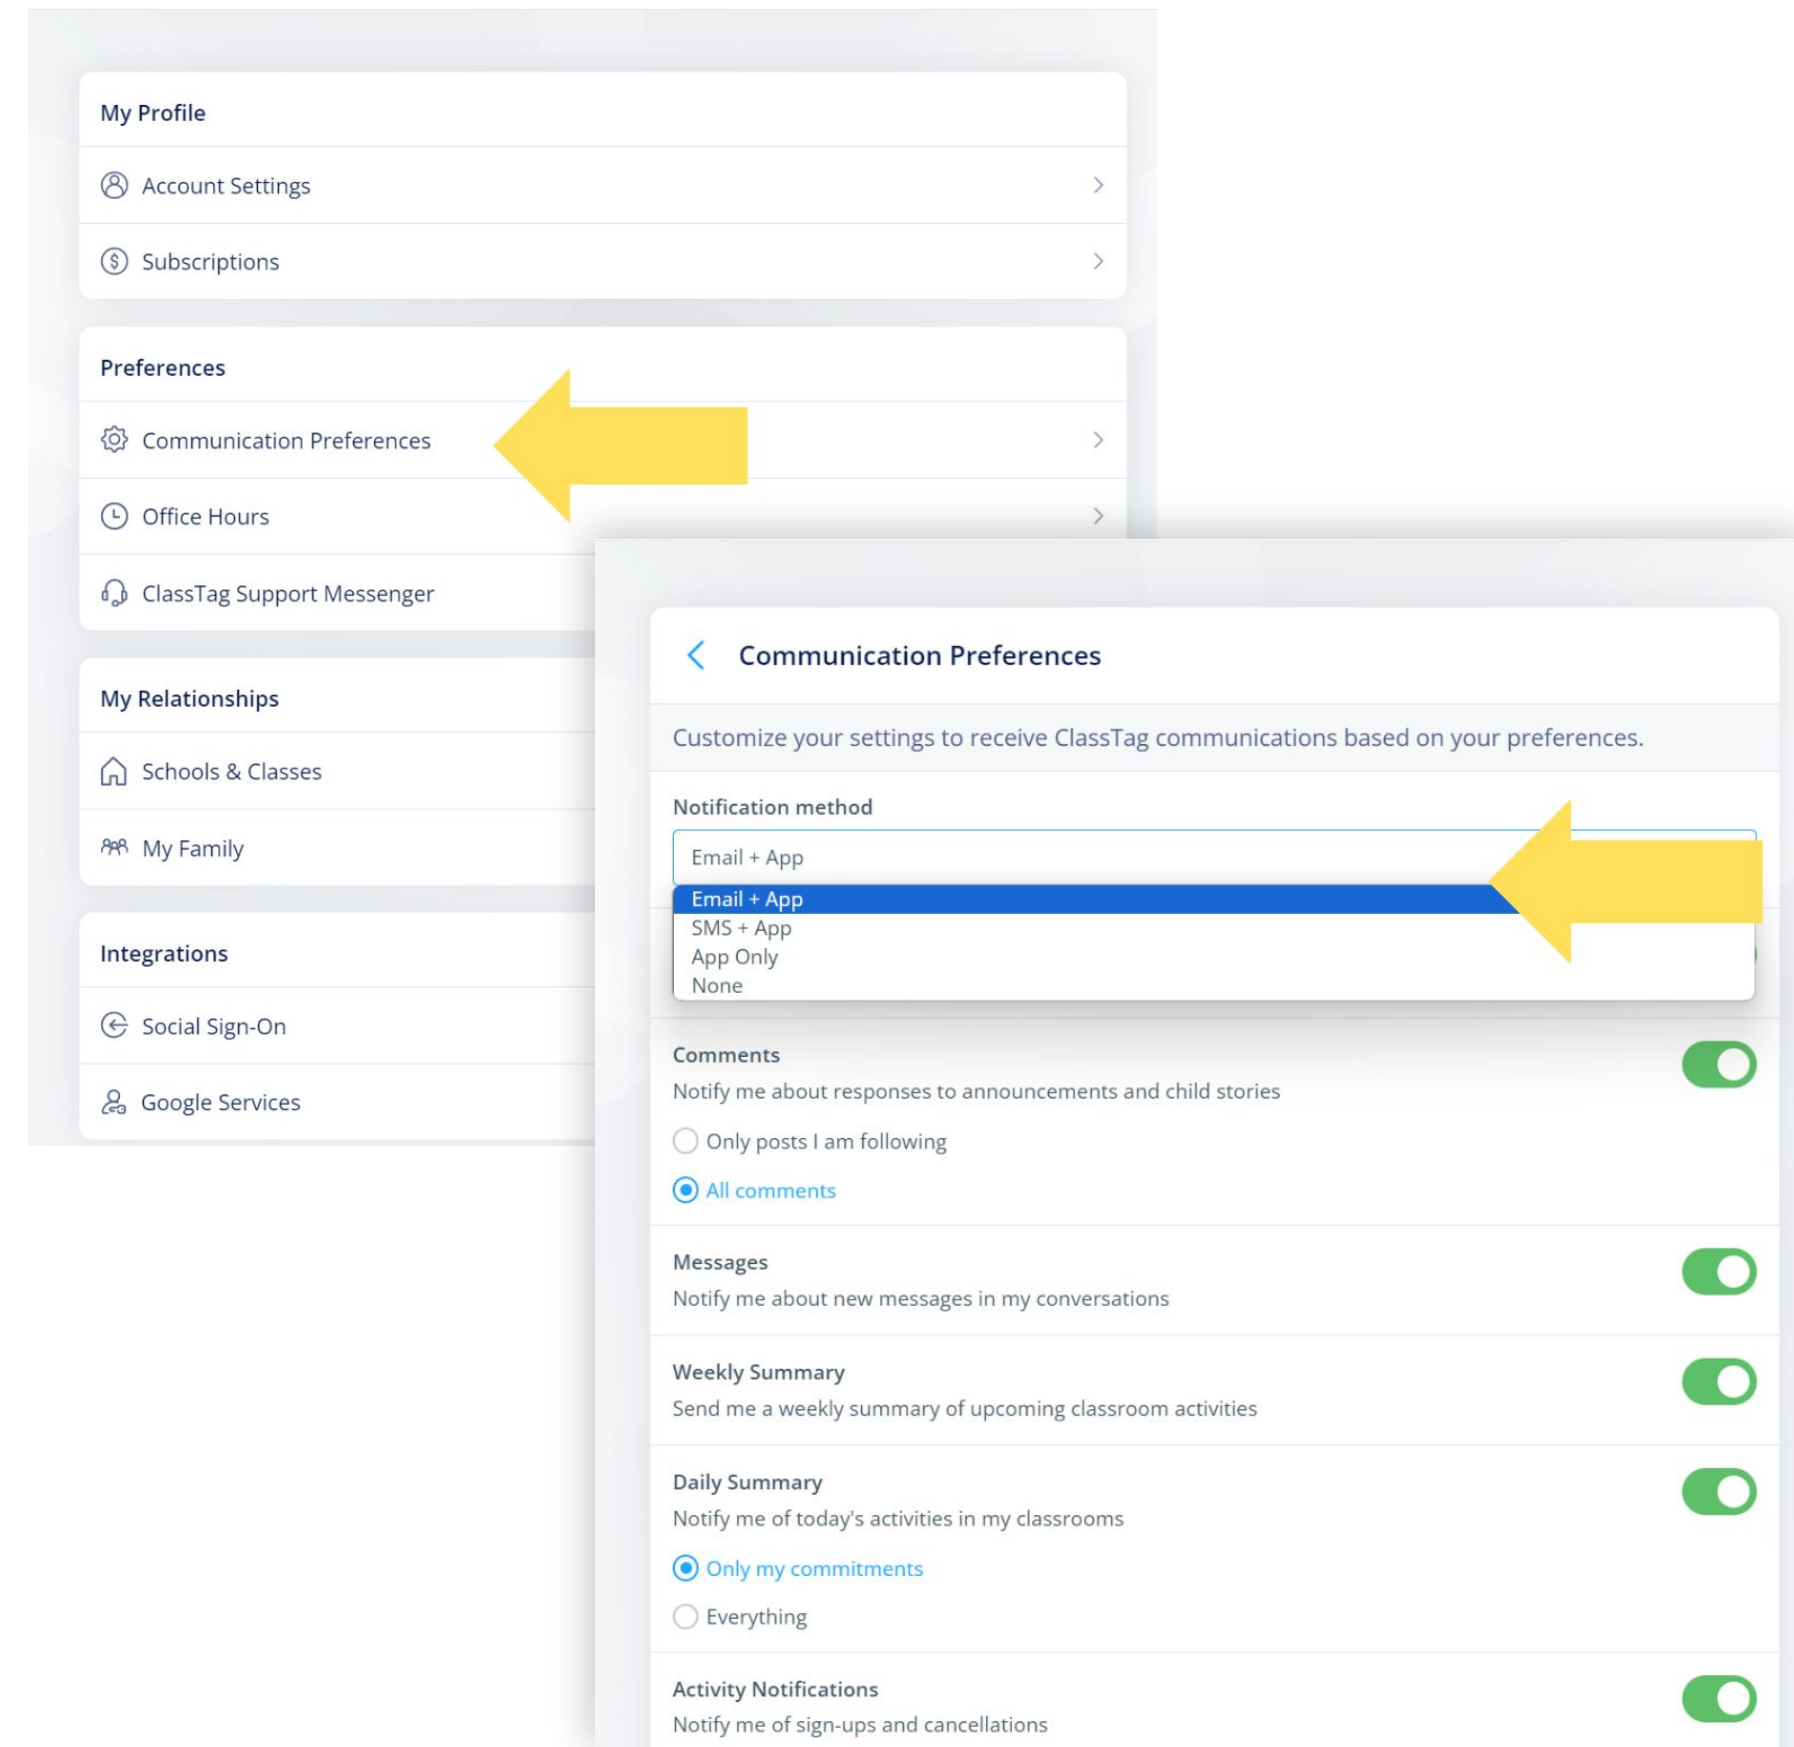 My Profile
Account Settings
Subscriptions
Preferences
Communication Preferences
Office Hours
ClassTag Support Messenger
My Relationships
Schools & Classes
My Family
Integrations
Social Sign-On
Google Services
Communication Preferences
Customize your settings to receive ClassTag communications based on your preferences.
Notification method
Email + App
Email + App
SMS + App
App Only
None
Comments
Notify me about responses to announcements and child stories
Only posts I am following
All comments
Messages
Notify me about new messages in my conversations
Weekly Summary
Send me a weekly summary of upcoming classroom activities
Daily Summary
Notify me of today's activities in my classrooms
Only my commitments
Everything
Activity Notifications
Notify me of sign-ups and cancellations